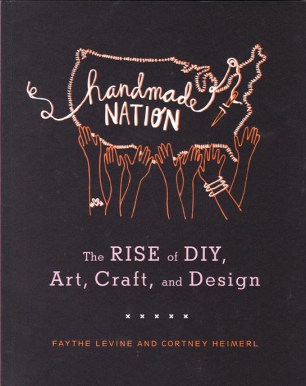 handmade
NATION
The RISE of DIY,
Art, Craft, and Design
FAYTHE LEVINE AND CORTNEY HEIMERL